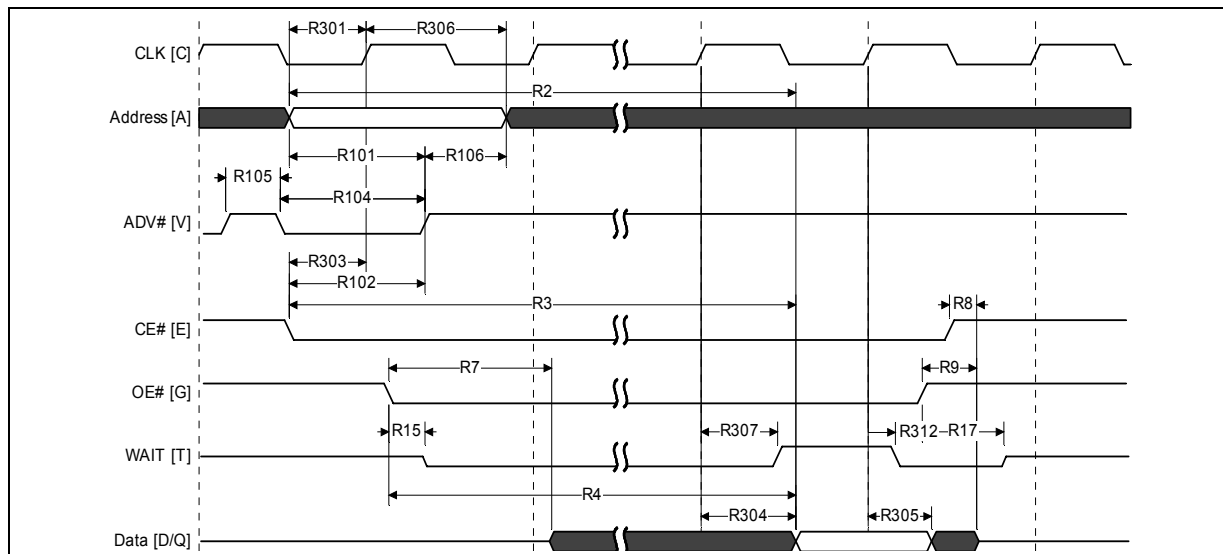 R301 R306
CLK [C]
R2
Address [A]
R101 R106
R105
R104
ADV# [V]
R303
R102
R3
R8
CE# [E]
R7
R9
OE# [G]
R15
R307
R312
R17
WAIT [T]
R4
R304
R305
Data [D/Q]